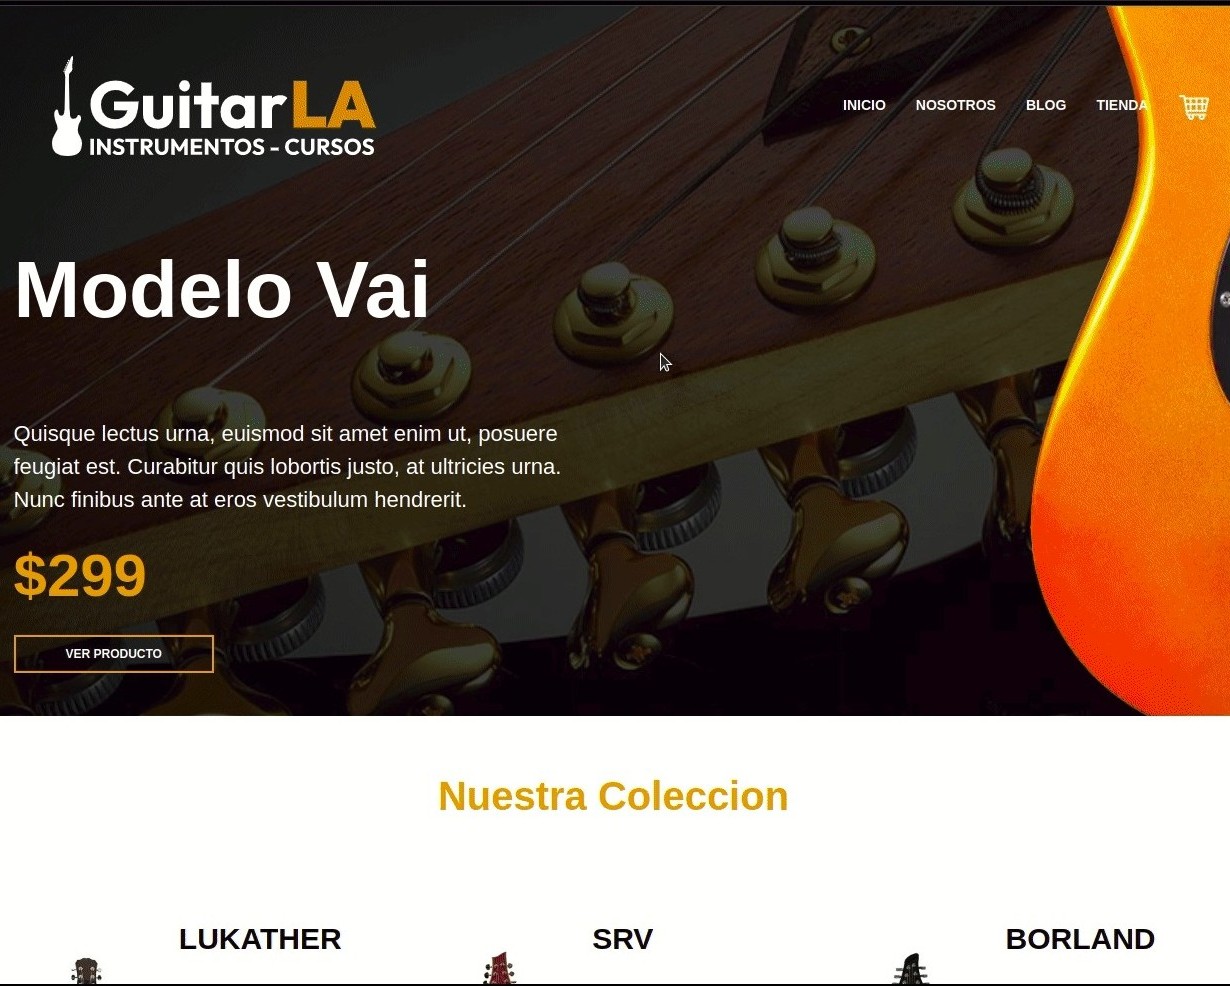 GuitarLA
INSTRUMENTOS - CURSOS
INICIO NOSOTROS BLOG TIENDA
Modelo Vai
Quisque lectus urna, euismod sit amet enim ut, posuere
feugiat est. Curabitur quis lobortis justo, at ultricies urna.
Nunc finibus ante at eros vestibulum hendrerit.
$299
VER PRODUCTO
Nuestra Coleccion
LUKATHER SRV BORLAND